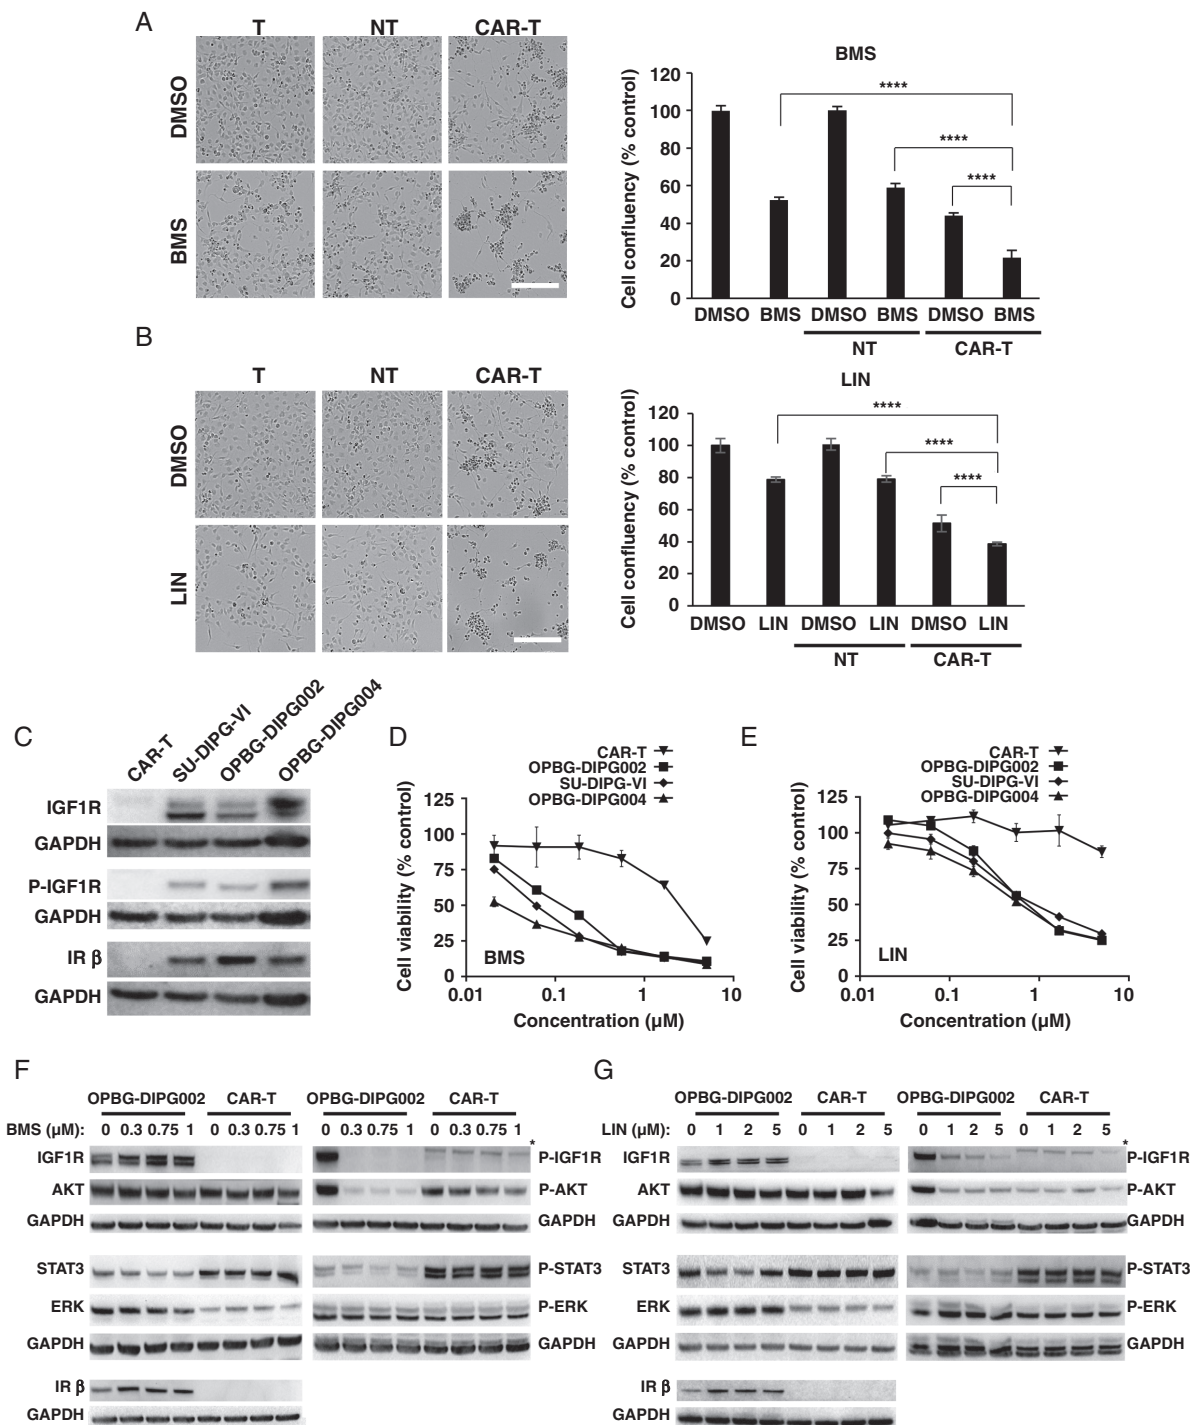 A
T NT CAR-T
DMSO
BMS
BMS
****
****
****
Cell confluency (% control)
120
100
80
60
40
20
0
DMSO BMS DMSO BMS DMSO BMS
NT CAR-T
B
T NT CAR-T
DMSO
LIN
LIN
****
****
****
Cell confluency (% control)
120
100
80
60
40
20
0
DMSO LIN DMSO LIN DMSO LIN
NT CAR-T
C
CAR-T
SU-DIPG-VI
OPBG-DIPG002
OPBG-DIPG004
IGF1R
GAPDH
P-IGF1R
GAPDH
IR β
GAPDH
D
CAR-T
OPBG-DIPG002
SU-DIPG-VI
OPBG-DIPG004
Cell viability (% control)
125
100
75
50
25
0
BMS
0.01 0.1 1 10
Concentration (µM)
E
CAR-T
OPBG-DIPG002
SU-DIPG-VI
OPBG-DIPG004
Cell viability (% control)
125
100
75
50
25
0
LIN
0.01 0.1 1 10
Concentration (µM)
F
OPBG-DIPG002 CAR-T OPBG-DIPG002 CAR-T
BMS (µM): 0 0.3 0.75 1 0 0.3 0.75 1 0 0.3 0.75 1 0 0.3 0.75 1
*
IGF1R P-IGF1R
AKT P-AKT
GAPDH GAPDH
STAT3 P-STAT3
ERK P-ERK
GAPDH GAPDH
IR β
GAPDH
G
OPBG-DIPG002 CAR-T OPBG-DIPG002 CAR-T
LIN (µM): 0 1 2 5 0 1 2 5 0 1 2 5 0 1 2 5
*
IGF1R P-IGF1R
AKT P-AKT
GAPDH GAPDH
STAT3 P-STAT3
ERK P-ERK
GAPDH GAPDH
IR β
GAPDH